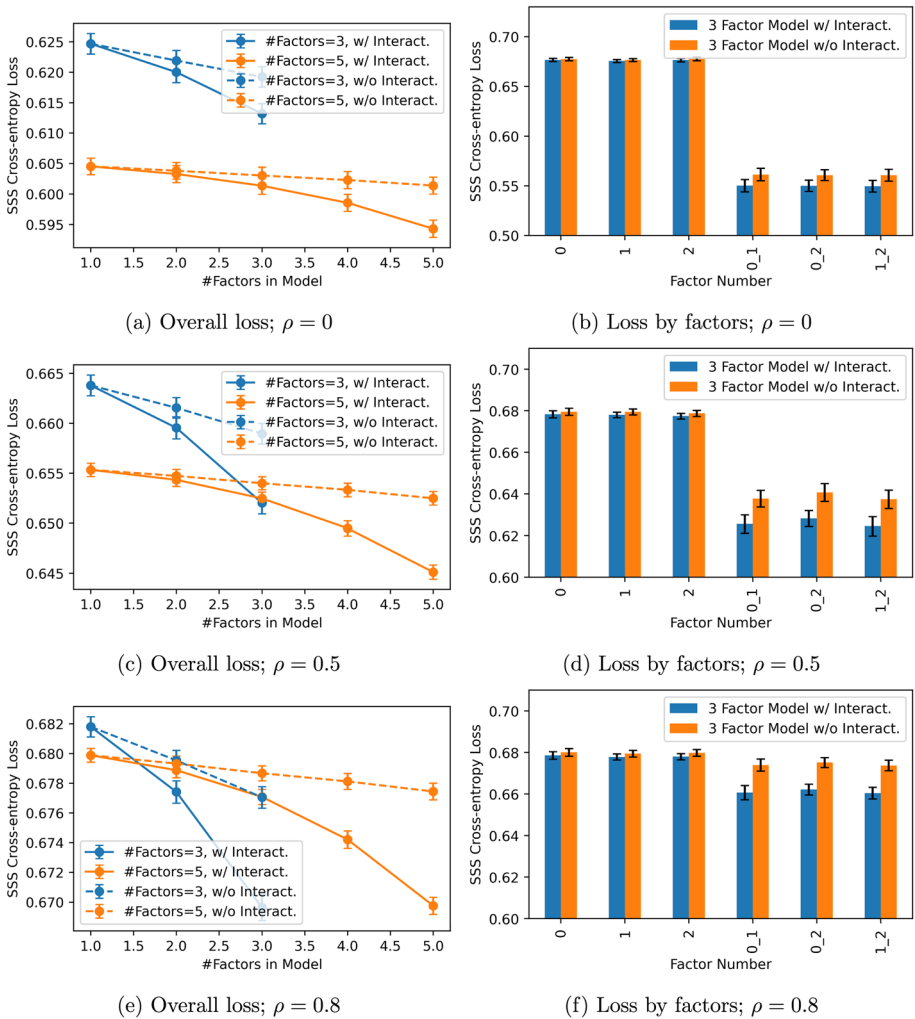 0.625
0.620
0.615
0.610
0.605
0.600
0.595
SSS Cross-entropy Loss
#Factors=3, w/ Interact.
#Factors=5, w/ Interact.
#Factors=3, w/o Interact.
#Factors=5, w/o Interact.
1.0 1.5 2.0 2.5 3.0 3.5 4.0 4.5 5.0
#Factors in Model
(a) Overall loss; ρ = 0
0.70
0.65
0.60
0.55
0.50
SSS Cross-entropy Loss
3 Factor Model w/ Interact.
3 Factor Model w/o Interact.
0 1 2 0_1 0_2 1_2
Factor Number
(b) Loss by factors; ρ = 0
0.665
0.660
0.655
0.650
0.645
SSS Cross-entropy Loss
#Factors=3, w/ Interact.
#Factors=5, w/ Interact.
#Factors=3, w/o Interact.
#Factors=5, w/o Interact.
1.0 1.5 2.0 2.5 3.0 3.5 4.0 4.5 5.0
#Factors in Model
(c) Overall loss; ρ = 0.5
0.70
0.68
0.66
0.64
0.62
0.60
SSS Cross-entropy Loss
3 Factor Model w/ Interact.
3 Factor Model w/o Interact.
0 1 2 0_1 0_2 1_2
Factor Number
(d) Loss by factors; ρ = 0.5
0.682
0.680
0.678
0.676
0.674
0.672
0.670
SSS Cross-entropy Loss
#Factors=3, w/ Interact.
#Factors=5, w/ Interact.
#Factors=3, w/o Interact.
#Factors=5, w/o Interact.
1.0 1.5 2.0 2.5 3.0 3.5 4.0 4.5 5.0
#Factors in Model
(e) Overall loss; ρ = 0.8
0.70
0.68
0.66
0.64
0.62
0.60
SSS Cross-entropy Loss
3 Factor Model w/ Interact.
3 Factor Model w/o Interact.
0 1 2 0_1 0_2 1_2
Factor Number
(f) Loss by factors; ρ = 0.8